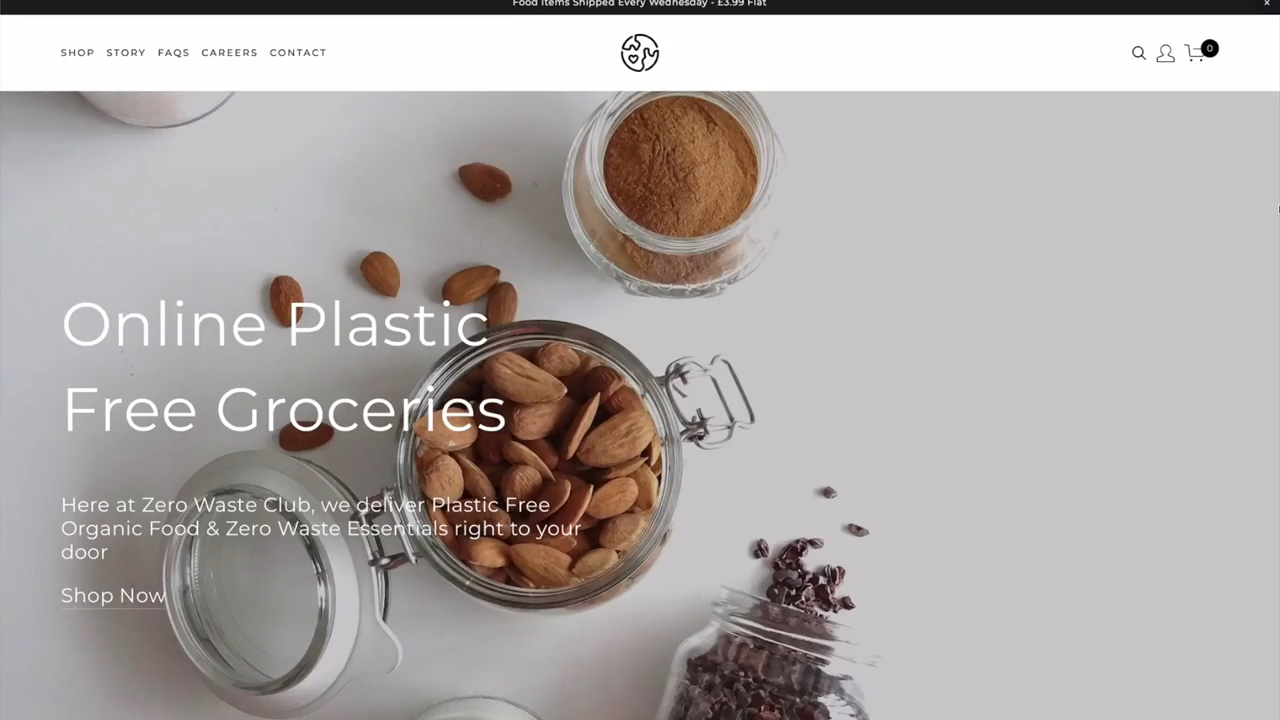 Food Items Shipped Every Wednesday - £3.99 Flat
SHOP STORY FAQS CAREERS CONTACT
0
Online Plastic
Free Groceries
Here at Zero Waste Club, we deliver Plastic Free
Organic Food & Zero Waste Essentials right to your
door
Shop Now